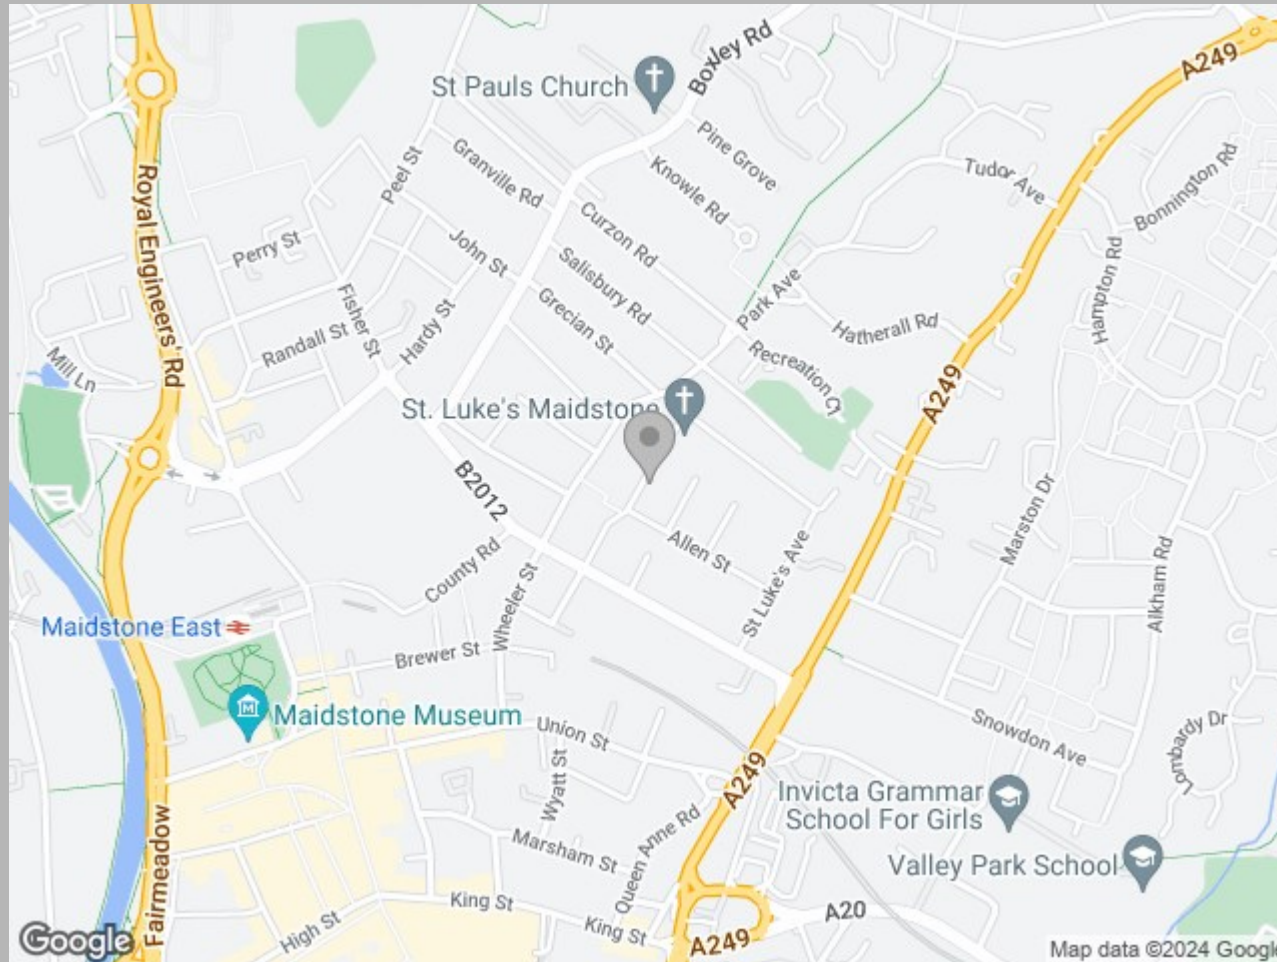 A249
Boxley Rd
St Pauls Church
Pine Grove
Granville Rd
Peel St
Knowle Rd
Tudor Ave
Bonnington Rd
Royal Engineers' Rd
Perry St
John St
Curzon Rd
Salisbury Rd
Hampton Rd
Fisher St
Hardy St
Grecian St
Park Ave
Hatherall Rd
Randall St
Mill Ln
Recreation Cl
A249
St. Luke's Maidstone
B2012
Marston Dr
County Rd
Allen St
St Luke's Ave
Alkham Rd
Wheeler St
Maidstone East
Brewer St
Maidstone Museum
Union St
Snowdon Ave
Lombardy Dr
Wyatt St
A249
Invicta Grammar
School For Girls
Marsham St
Queen Anne Rd
Valley Park School
Fairmeadow
King St
King St
High St
A20
A249
Google
Map data ©2024 Google